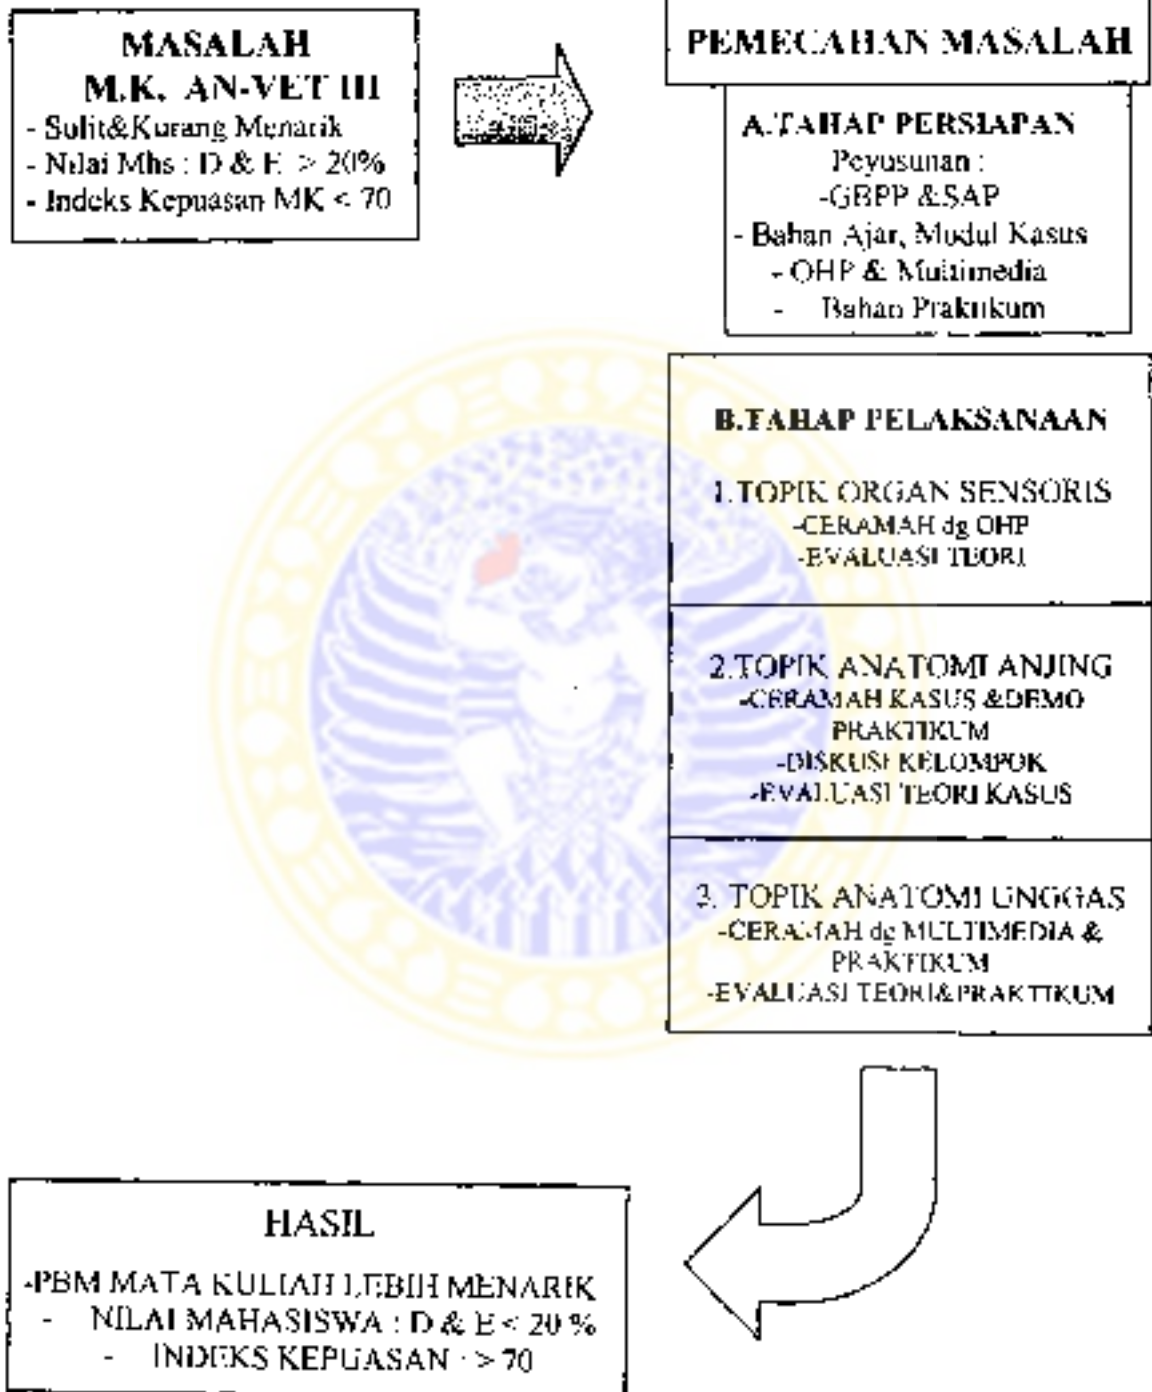 MASALAH
M.K. AN-VET III
- Sulit&Kurang Menarik
- Nilai Mhs : D & E > 20%
- Indeks Kepuasan MK < 70
PEMECAHAN MASALAH
A.TAHAP PERSIAPAN
Peyusunan :
-GBPP &SAP
- Bahan Ajar, Modul Kasus
- OHP & Multimedia
- Bahan Praktikum
B.TAHAP PELAKSANAAN
1.TOPIK ORGAN SENSORIS
-CERAMAH dg OHP
-EVALUASI TEORI
2.TOPIK ANATOMI ANJING
-CERAMAH KASUS &DEMO
PRAKTIKUM
-DISKUSI KELOMPOK
-EVALUASI TEORI KASUS
3. TOPIK ANATOMI UNGGAS
-CERAMAH dg MULTIMEDIA &
PRAKTIKUM
-EVALUASI TEORI&PRAKTIKUM
HASIL
-PBM MATA KULIAH LEBIH MENARIK
- NILAI MAHASISWA : D & E < 20 %
- INDEKS KEPUASAN : > 70